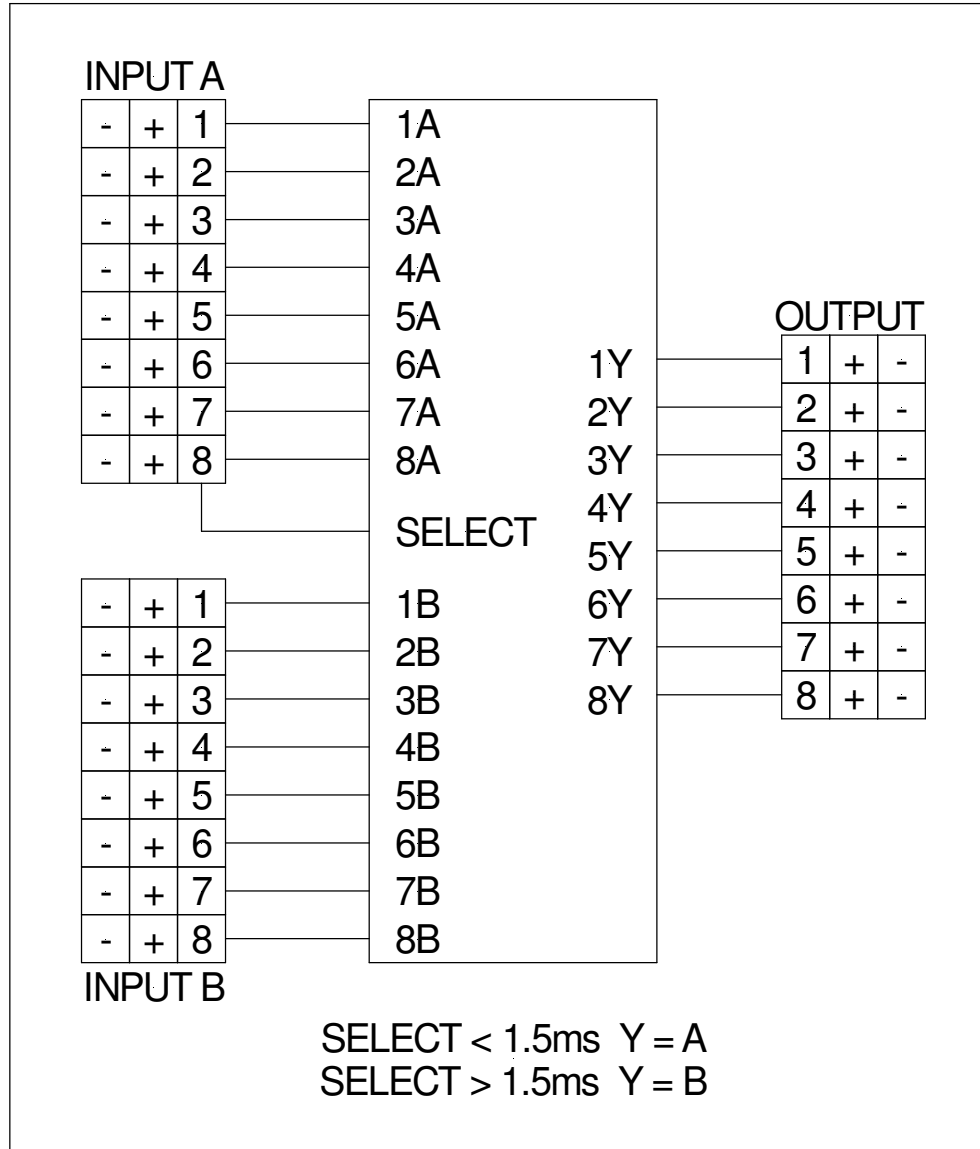 INPUT A
- + 1 1A
- + 2 2A
- + 3 3A
- + 4 4A
- + 5 5A
- + 6 6A
- + 7 7A
- + 8 8A
SELECT
- + 1 1B
- + 2 2B
- + 3 3B
- + 4 4B
- + 5 5B
- + 6 6B
- + 7 7B
- + 8 8B
INPUT B
OUTPUT
1Y 1 + -
2Y 2 + -
3Y 3 + -
4Y 4 + -
5Y 5 + -
6Y 6 + -
7Y 7 + -
8Y 8 + -
SELECT < 1.5ms Y = A
SELECT > 1.5ms Y = B